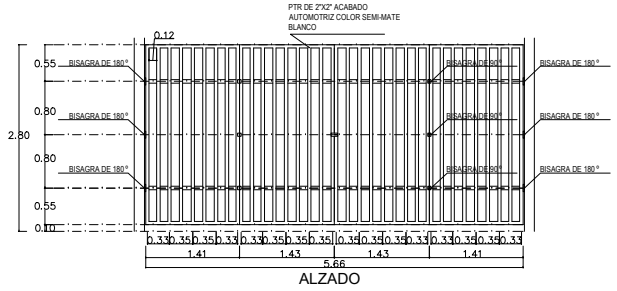 PTR DE 2"X2" ACABADO
AUTOMOTRIZ COLOR SEMI-MATE
BLANCO
0.12
0.55
BISAGRA DE 180°
BISAGRA DE 90°
BISAGRA DE 180°
0.80
BISAGRA DE 180°
BISAGRA DE 90°
BISAGRA DE 180°
2.80
0.80
BISAGRA DE 180°
BISAGRA DE 90°
BISAGRA DE 180°
0.55
0.10
0.33 0.35 0.35 0.33 0.33 0.35 0.35 0.35 0.35 0.35 0.35 0.33 0.33 0.35 0.35 0.33
1.41 1.43 1.43 1.41
5.66
ALZADO